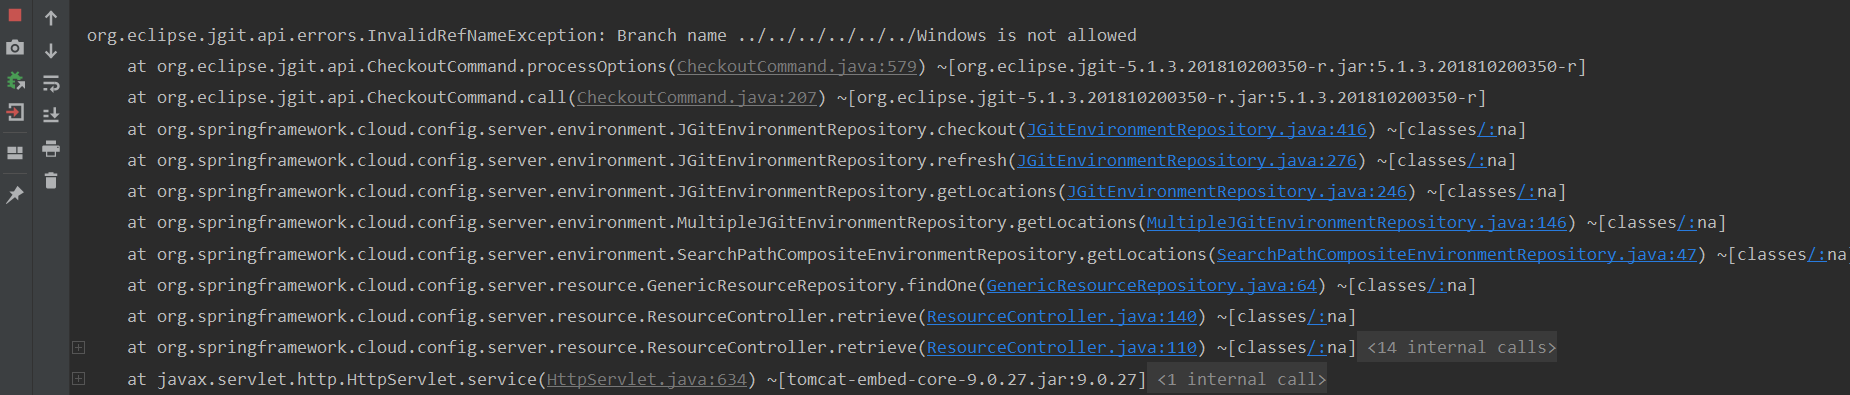 org.eclipse.jgit.api.errors.InvalidRefNameException: Branch name ../../../../../../Windows is not allowed
at org.eclipse.jgit.api.CheckoutCommand.processOptions(CheckoutCommand.java:579) ~[org.eclipse.jgit-5.1.3.201810200350-r.jar:5.1.3.201810200350-r]
at org.eclipse.jgit.api.CheckoutCommand.call(CheckoutCommand.java:207) ~[org.eclipse.jgit-5.1.3.201810200350-r.jar:5.1.3.201810200350-r]
at org.springframework.cloud.config.server.environment.JGitEnvironmentRepository.checkout(JGitEnvironmentRepository.java:416) ~[classes/:na]
at org.springframework.cloud.config.server.environment.JGitEnvironmentRepository.refresh(JGitEnvironmentRepository.java:276) ~[classes/:na]
at org.springframework.cloud.config.server.environment.JGitEnvironmentRepository.getLocations(JGitEnvironmentRepository.java:246) ~[classes/:na]
at org.springframework.cloud.config.server.environment.MultipleJGitEnvironmentRepository.getLocations(MultipleJGitEnvironmentRepository.java:146) ~[classes/:na]
at org.springframework.cloud.config.server.environment.SearchPathCompositeEnvironmentRepository.getLocations(SearchPathCompositeEnvironmentRepository.java:47) ~[classes/:na
at org.springframework.cloud.config.server.resource.GenericResourceRepository.findOne(GenericResourceRepository.java:64) ~[classes/:na]
at org.springframework.cloud.config.server.resource.ResourceController.retrieve(ResourceController.java:140) ~[classes/:na]
at org.springframework.cloud.config.server.resource.ResourceController.retrieve(ResourceController.java:110) ~[classes/:na] <14 internal calls>
at javax.servlet.http.HttpServlet.service(HttpServlet.java:634) ~[tomcat-embed-core-9.0.27.jar:9.0.27] <1 internal call>